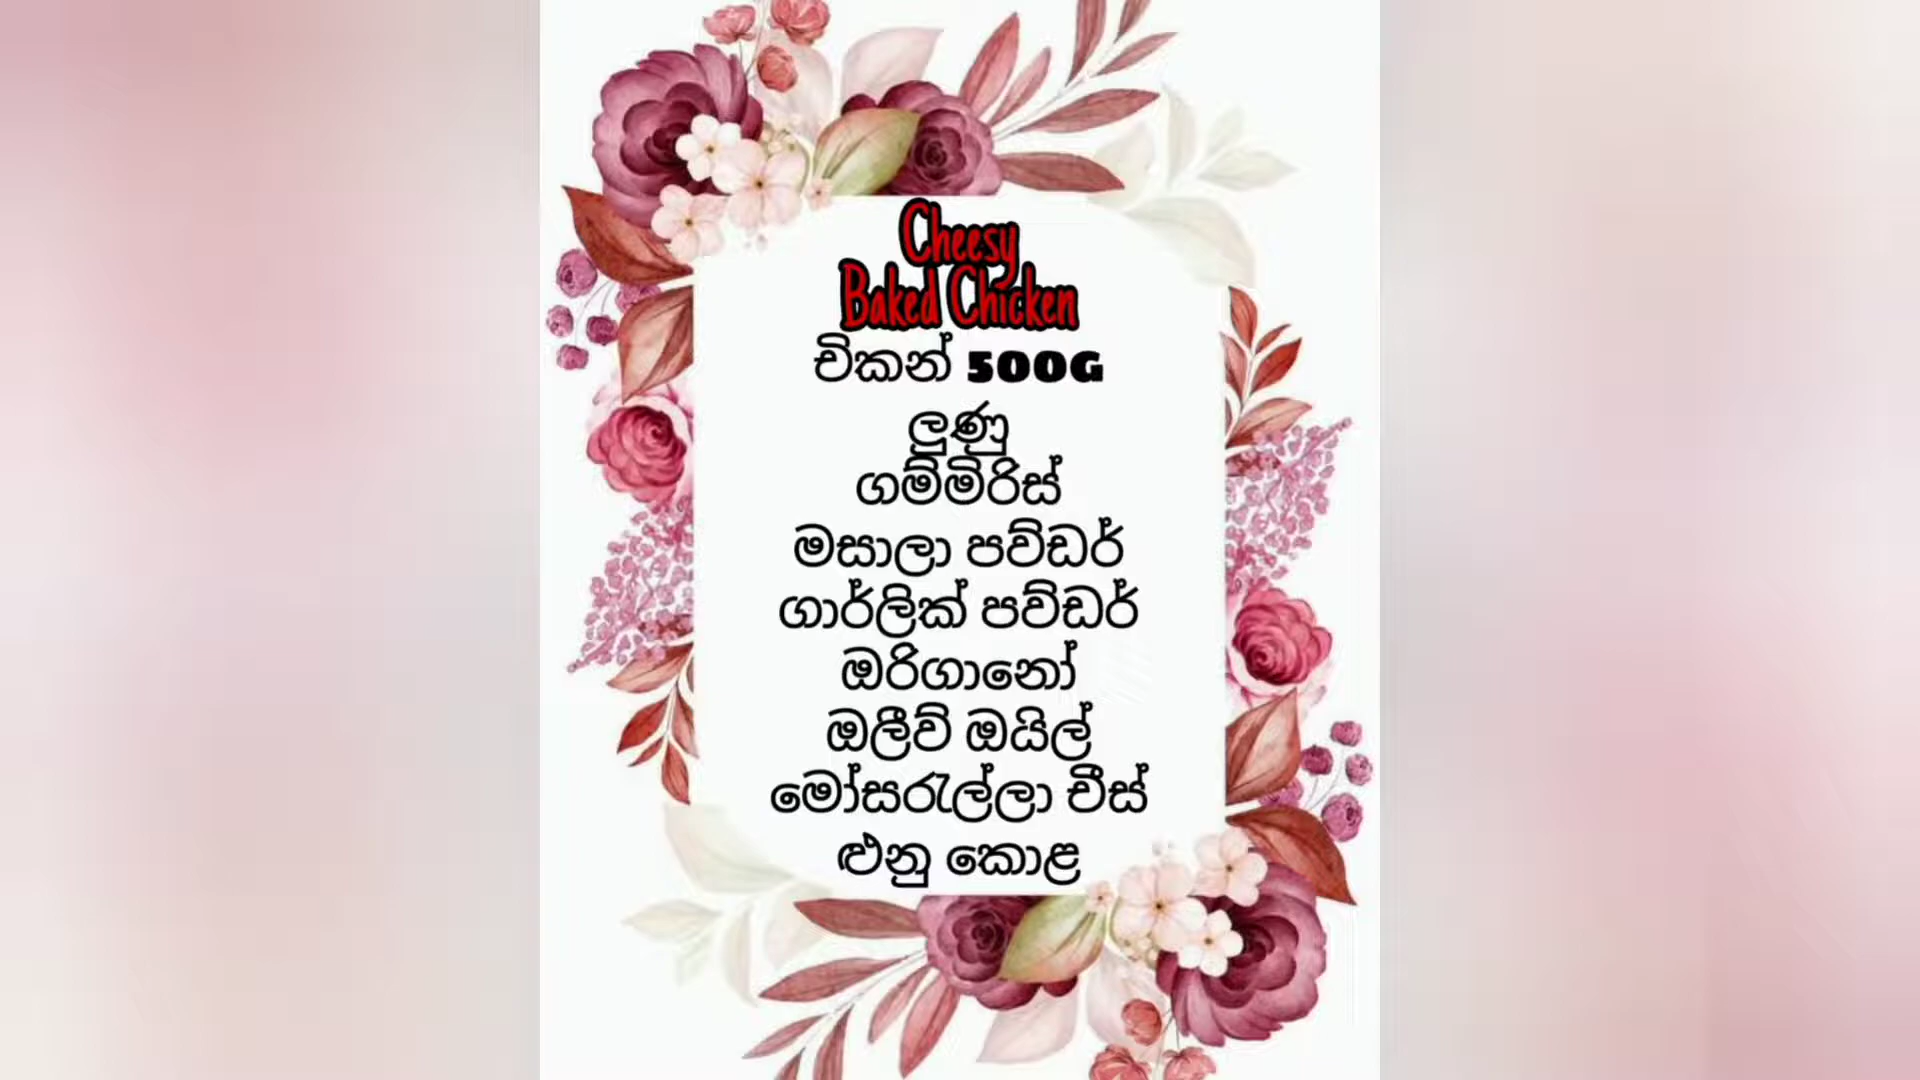 Cheesy
Baked Chicken
චිකන් 500G
ලුණු
ගම්මිරිස්
මසාලා පව්ඩර්
ගාර්ලික් පව්ඩර්
ඔරිගානෝ
ඔලීව් ඔයිල්
මෝසරැල්ලා චීස්
ළුනු කොළ